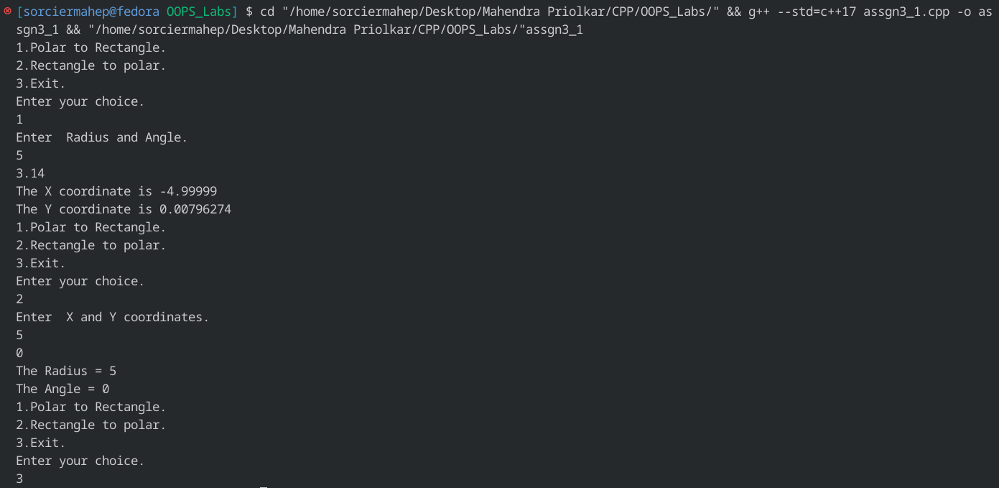 [sorciermahep@fedora OOPS_Labs] $ cd "/home/sorciermahep/Desktop/Mahendra Priolkar/CPP/OOPS_Labs/" && g++ --std=c++17 assgn3_1.cpp -o as
sgn3_1 && "/home/sorciermahep/Desktop/Mahendra Priolkar/CPP/OOPS_Labs/"assgn3_1
1.Polar to Rectangle.
2.Rectangle to polar.
3.Exit.
Enter your choice.
1
Enter  Radius and Angle.
5
3.14
The X coordinate is -4.99999
The Y coordinate is 0.00796274
1.Polar to Rectangle.
2.Rectangle to polar.
3.Exit.
Enter your choice.
2
Enter  X and Y coordinates.
5
0
The Radius = 5
The Angle = 0
1.Polar to Rectangle.
2.Rectangle to polar.
3.Exit.
Enter your choice.
3